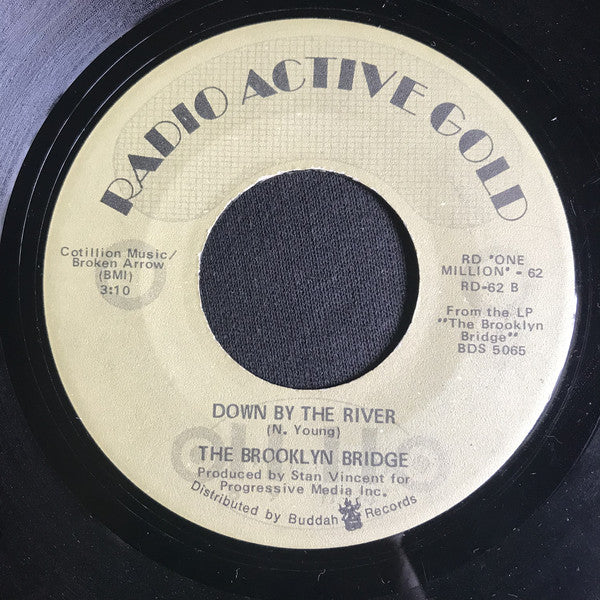 RADIO ACTIVE GOLD
Cotillion Music/
Broken Arrow
(BMI)
3:10
RD "ONE
MILLION" - 62
RD-62 B
From the LP
"The Brooklyn
Bridge"
BDS 5065
DOWN BY THE RIVER
(N. Young)
THE BROOKLYN BRIDGE
Produced by Stan Vincent for
Progressive Media Inc.
Distributed by Buddah Records